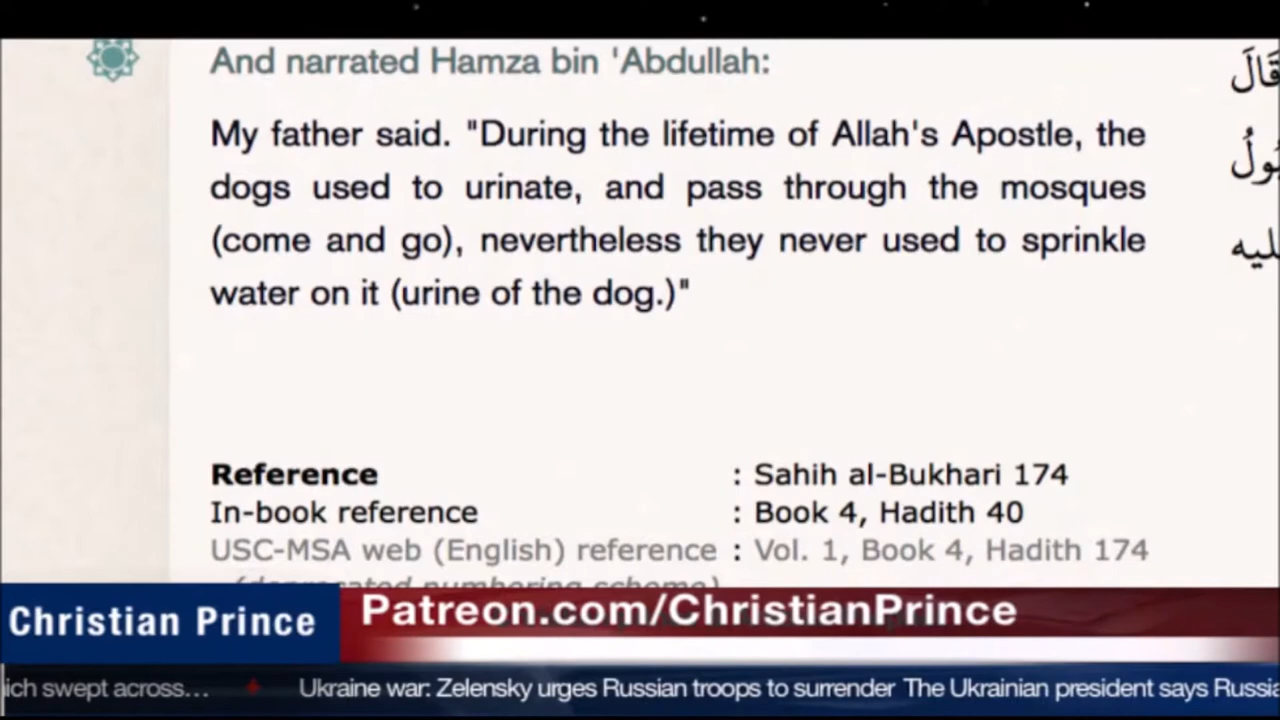 And narrated Hamza bin 'Abdullah:
قَالَ
My father said. "During the lifetime of Allah's Apostle, the
dogs used to urinate, and pass through the mosques
(come and go), nevertheless they never used to sprinkle
water on it (urine of the dog.)"
Reference : Sahih al-Bukhari 174
In-book reference : Book 4, Hadith 40
USC-MSA web (English) reference : Vol. 1, Book 4, Hadith 174
(deprecated numbering scheme)
Christian Prince
Patreon.com/ChristianPrince
swept across... Ukraine war: Zelensky urges Russian troops to surrender The Ukrainian president says